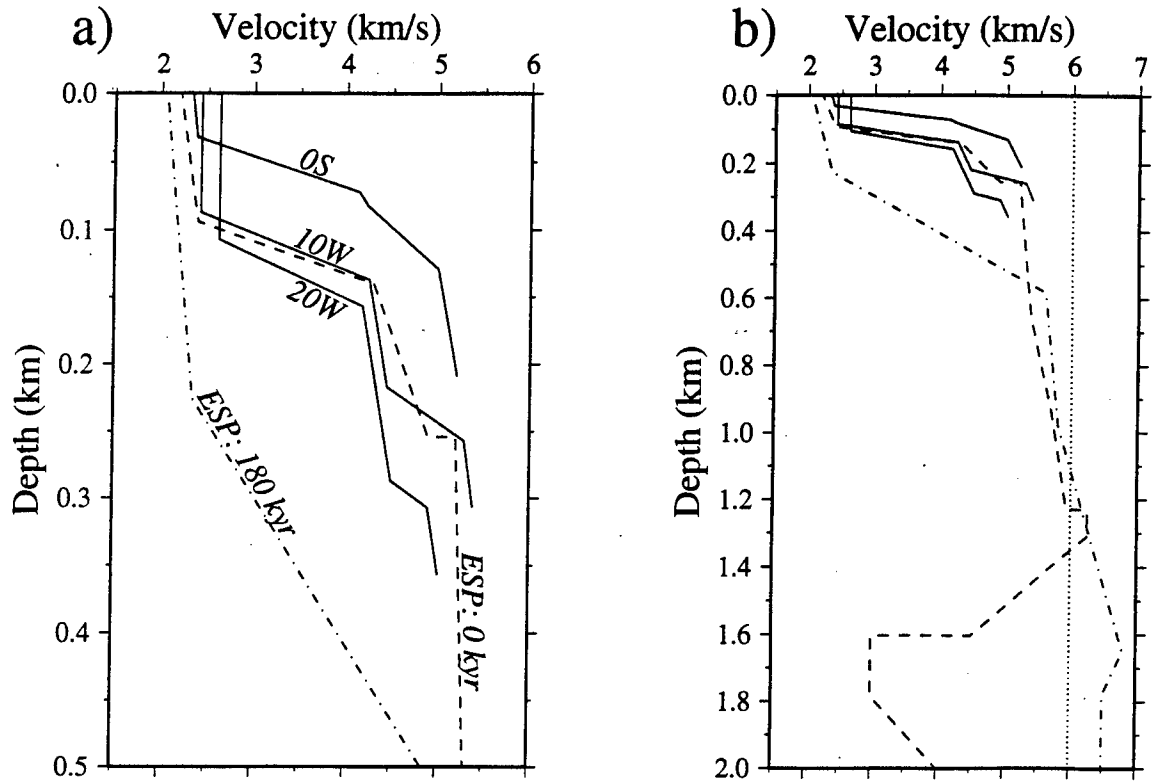 a)
Velocity (km/s)
2 3 4 5 6
0.0
0.1
0.2
0.3
0.4
0.5
Depth (km)
0S
10W
20W
ESP: 180 kyr
ESP: 0 kyr
b)
Velocity (km/s)
2 3 4 5 6 7
0.0
0.2
0.4
0.6
0.8
1.0
1.2
1.4
1.6
1.8
2.0
Depth (km)